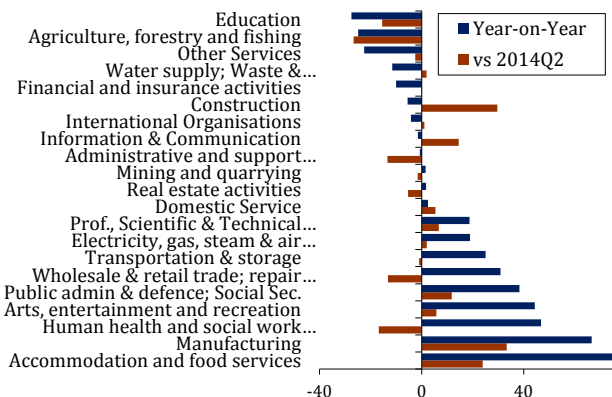 Education
Agriculture, forestry and fishing
Other Services
Water supply; Waste &...
Financial and insurance activities
Construction
International Organisations
Information & Communication
Administrative and support...
Mining and quarrying
Real estate activities
Domestic Service
Prof., Scientific & Technical...
Electricity, gas, steam & air...
Transportation & storage
Wholesale & retail trade; repair...
Public admin & defence; Social Sec.
Arts, entertainment and recreation
Human health and social work...
Manufacturing
Accommodation and food services
Year-on-Year
vs 2014Q2
-40 0 40